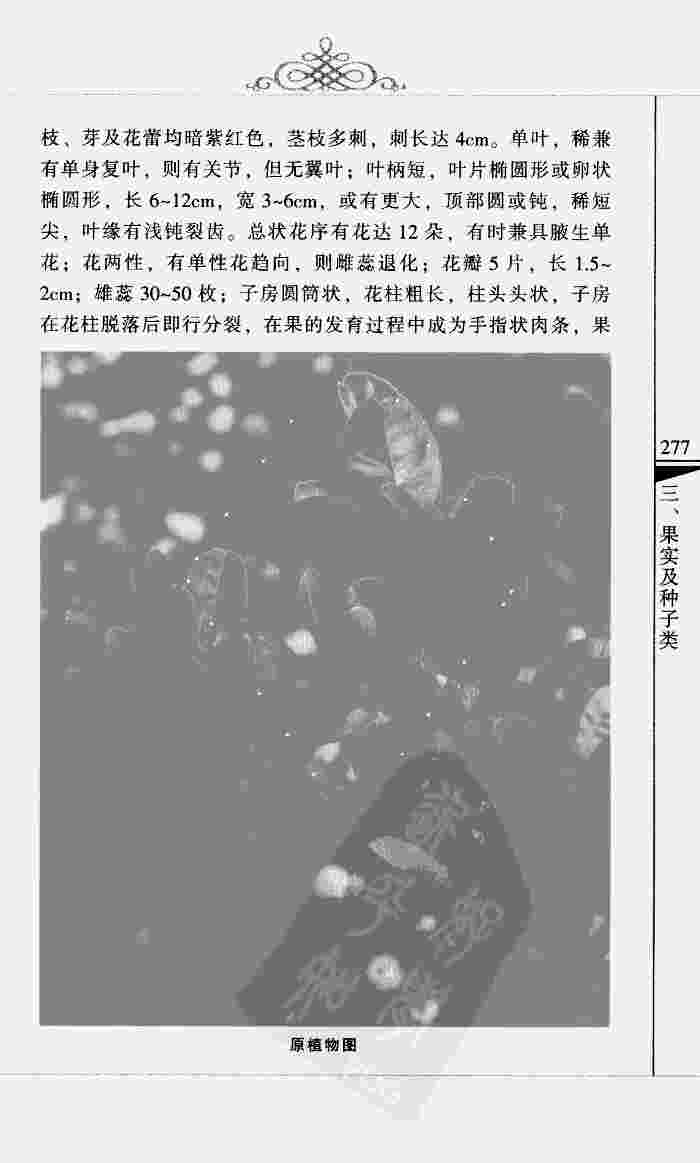 枝、芽及花蕾均暗紫红色，茎枝多刺，刺长达 4cm。单叶，稀兼
有单身复叶，则有关节，但无翼叶；叶柄短，叶片椭圆形或卵状
椭圆形，长 6~12cm，宽 3~6cm，或有更大，顶部圆或钝，稀短
尖，叶缘有浅钝裂齿。总状花序有花达 12 朵，有时兼具腋生单
花；花两性，有单性花趋向，则雌蕊退化；花瓣 5 片，长 1.5~
2cm；雄蕊 30~50 枚；子房圆筒状，花柱粗长，柱头头状，子房
在花柱脱落后即行分裂，在果的发育过程中成为手指状肉条，果
277
三、果实及种子类
原植物图